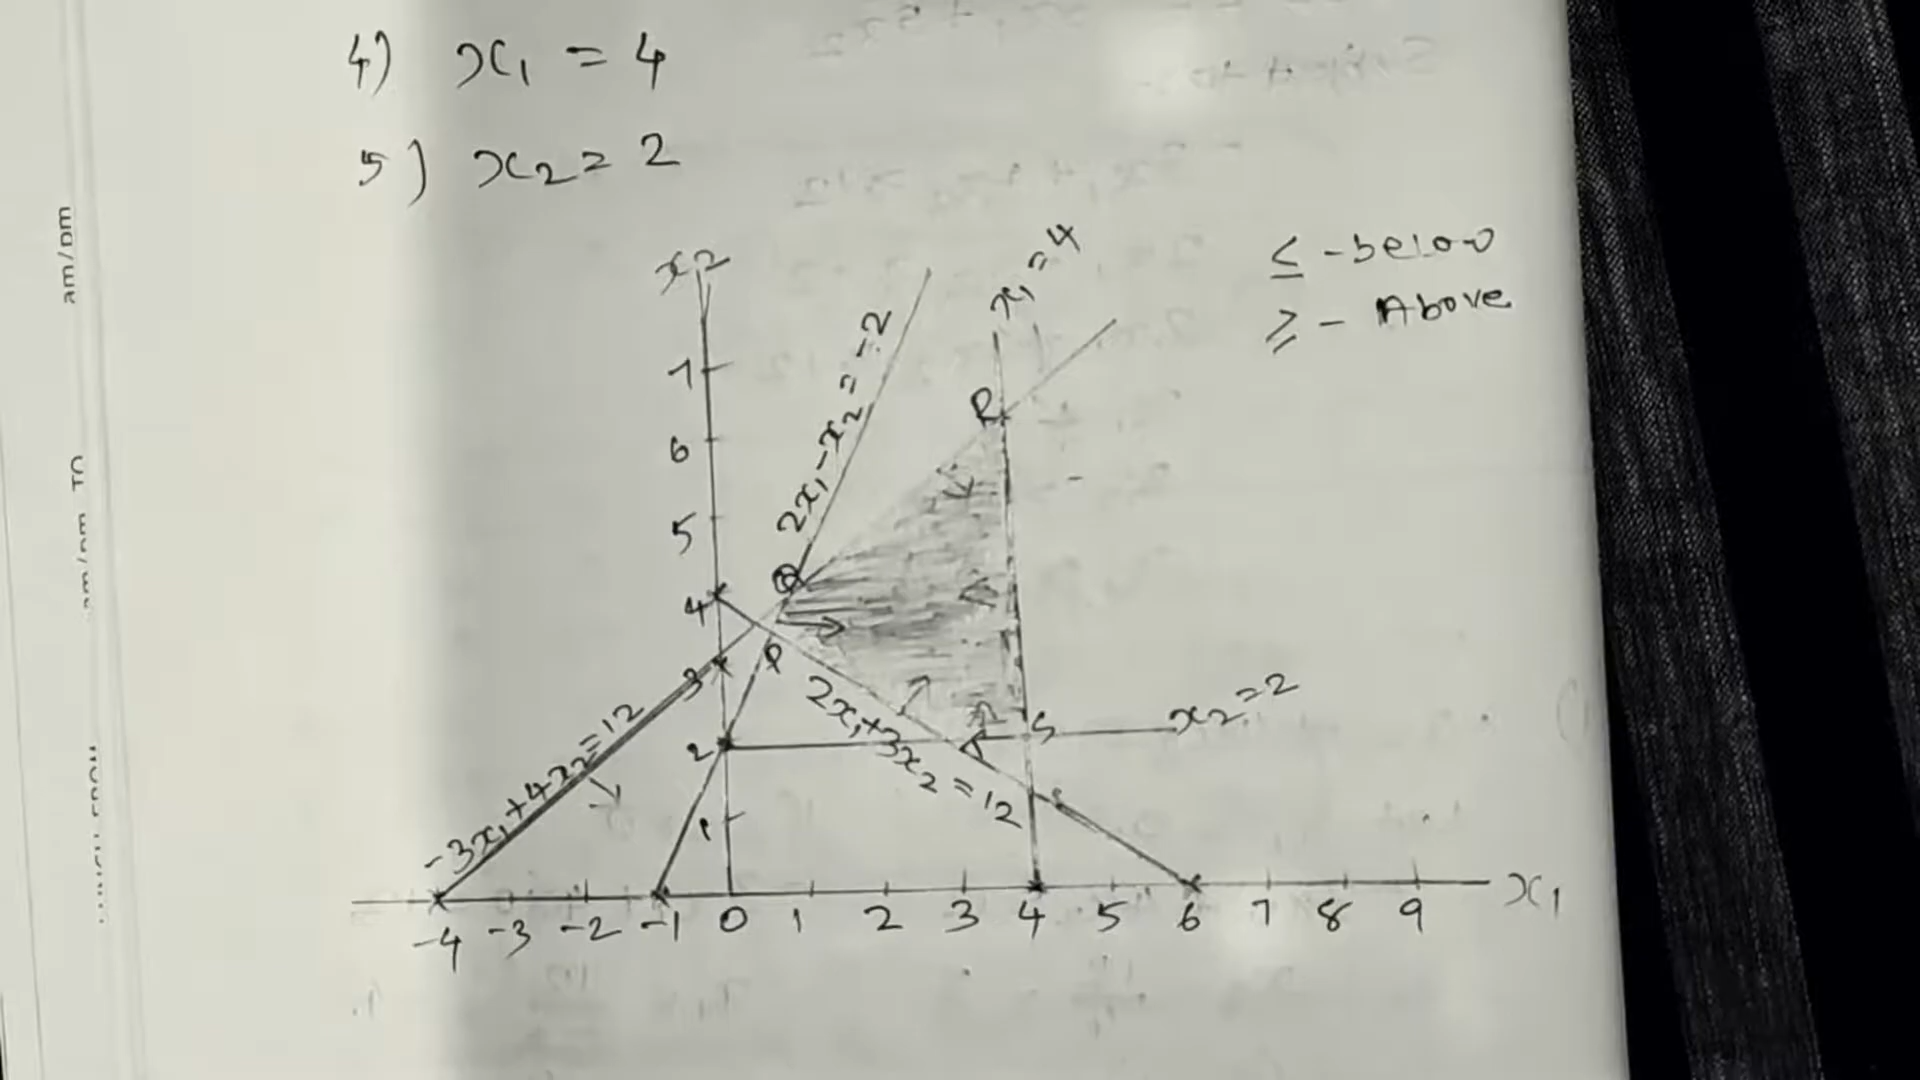 4) x₁ = 4
5) x₂ = 2
≤ - below
≥ - Above
x₂
x₁ = 4
2x₁ - x₂ = -2
R
7
6
5
4
3
2
1
Q
P
S
x₂ = 2
2x₁ + 3x₂ = 12
-3x₁ + 4x₂ = 12
-4 -3 -2 -1 0 1 2 3 4 5 6 7 8 9 x₁
am/pm